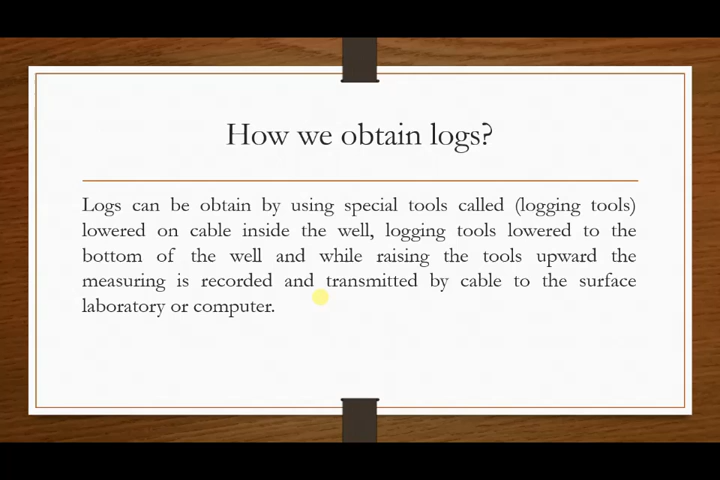 How we obtain logs?
Logs can be obtain by using special tools called (logging tools)
lowered on cable inside the well, logging tools lowered to the
bottom of the well and while raising the tools upward the
measuring is recorded and transmitted by cable to the surface
laboratory or computer.